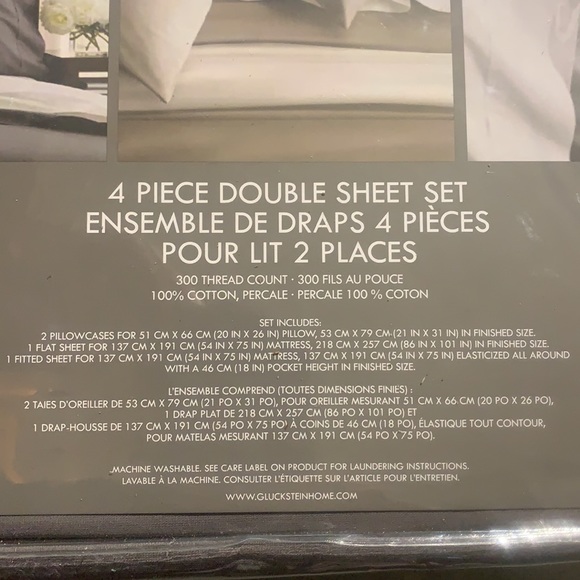 4 PIECE DOUBLE SHEET SET
ENSEMBLE DE DRAPS 4 PIÈCES
POUR LIT 2 PLACES
300 THREAD COUNT · 300 FILS AU POUCE
100% COTTON, PERCALE · PERCALE 100 % COTON
SET INCLUDES:
2 PILLOWCASES FOR 51 CM X 66 CM (20 IN X 26 IN) PILLOW, 53 CM X 79 CM (21 IN X 31 IN) IN FINISHED SIZE.
1 FLAT SHEET FOR 137 CM X 191 CM (54 IN X 75 IN) MATTRESS, 218 CM X 257 CM (86 IN X 101 IN) IN FINISHED SIZE.
1 FITTED SHEET FOR 137 CM X 191 CM (54 IN X 75 IN) MATTRESS, 137 CM X 191 CM (54 IN X 75 IN) ELASTICIZED ALL AROUND
WITH A 46 CM (18 IN) POCKET HEIGHT IN FINISHED SIZE.
L'ENSEMBLE COMPREND (TOUTES DIMENSIONS FINIES) :
2 TAIES D'OREILLER DE 53 CM X 79 CM (21 PO X 31 PO), POUR OREILLER MESURANT 51 CM X 66 CM (20 PO X 26 PO),
1 DRAP PLAT DE 218 CM X 257 CM (86 PO X 101 PO) ET
1 DRAP-HOUSSE DE 137 CM X 191 CM (54 PO X 75 PO) À COINS DE 46 CM (18 PO), ÉLASTIQUE TOUT CONTOUR,
POUR MATELAS MESURANT 137 CM X 191 CM (54 PO X 75 PO).
MACHINE WASHABLE. SEE CARE LABEL ON PRODUCT FOR LAUNDERING INSTRUCTIONS.
LAVABLE À LA MACHINE. CONSULTER L'ÉTIQUETTE SUR L'ARTICLE POUR L'ENTRETIEN.
WWW.GLUCKSTEINHOME.COM